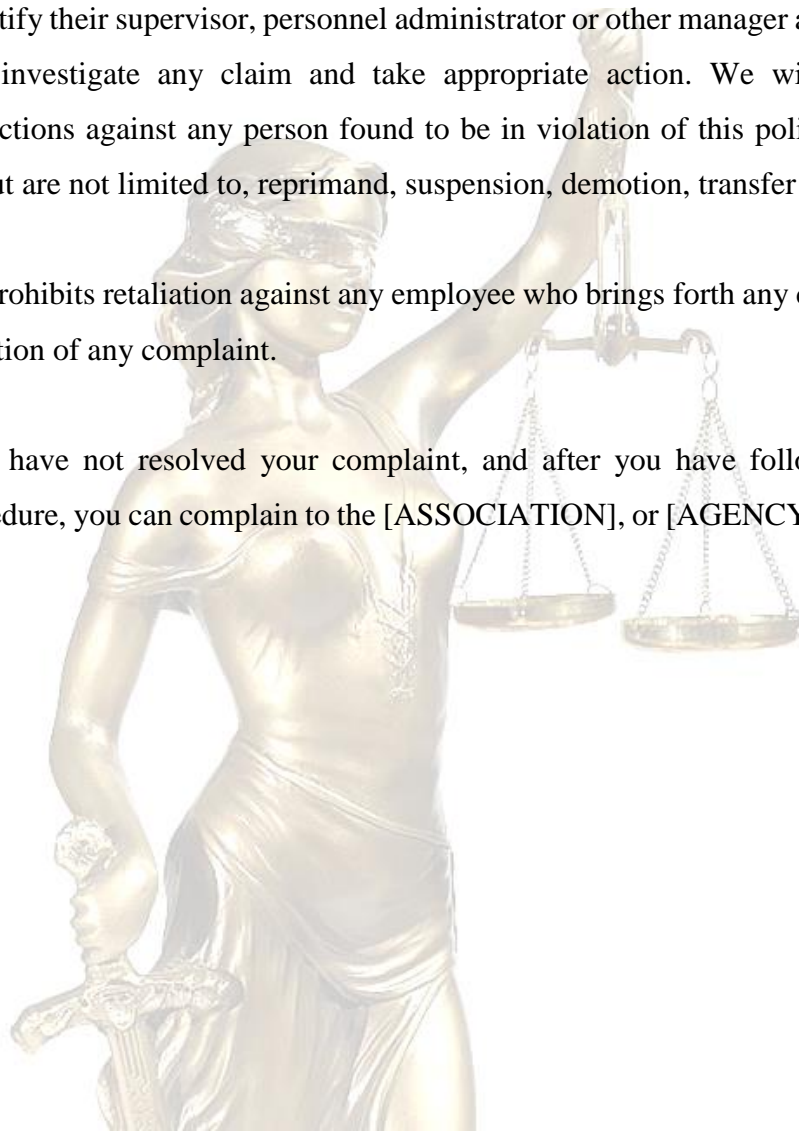 tify their supervisor, personnel administrator or other manager a
investigate any claim and take appropriate action. We wi
ctions against any person found to be in violation of this poli
ut are not limited to, reprimand, suspension, demotion, transfer
rohibits retaliation against any employee who brings forth any
tion of any complaint.
have not resolved your complaint, and after you have follo
edure, you can complain to the [ASSOCIATION], or [AGENCY